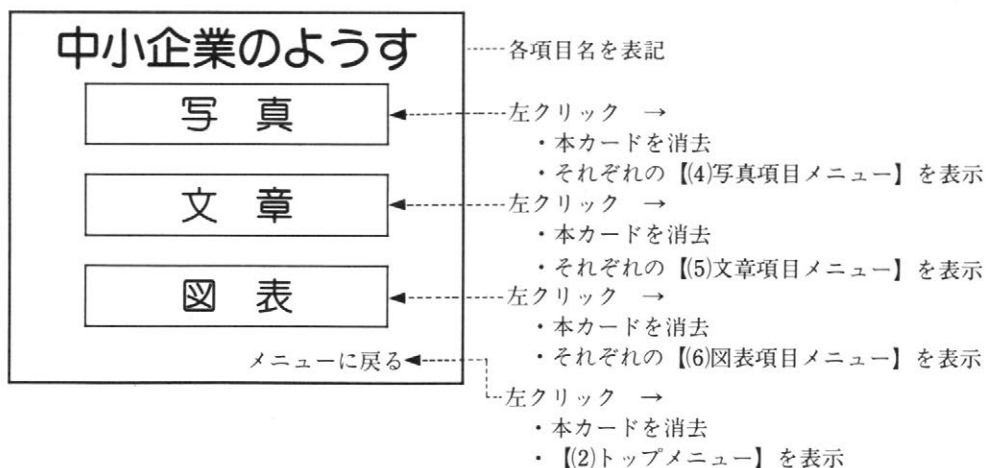 中小企業のようす
各項目名を表記
写 真
左クリック →
・本カードを消去
・それぞれの【(4)写真項目メニュー】を表示
文 章
左クリック →
・本カードを消去
・それぞれの【(5)文章項目メニュー】を表示
図 表
左クリック →
・本カードを消去
・それぞれの【(6)図表項目メニュー】を表示
メニューに戻る
左クリック →
・本カードを消去
・【(2)トップメニュー】を表示